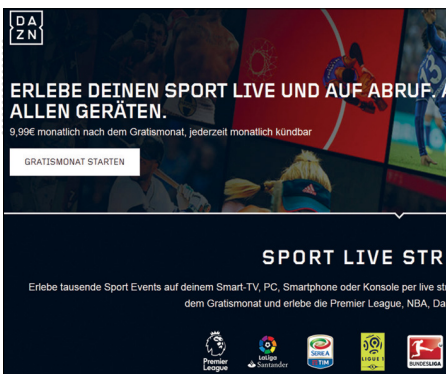 DA
ZN
ERLEBE DEINEN SPORT LIVE UND AUF ABRUF.
ALLEN GERÄTEN.
9,99€ monatlich nach dem Gratismonat, jederzeit monatlich kündbar
GRATISMONAT STARTEN
SPORT LIVE STR
Erlebe tausende Sport Events auf deinem Smart-TV, PC, Smartphone oder Konsole per live str
dem Gratismonat und erlebe die Premier League, NBA, Da
Premier
League
LaLiga
Santander
SERIE A
TIM
LIGUE 1
BUNDESLIGA